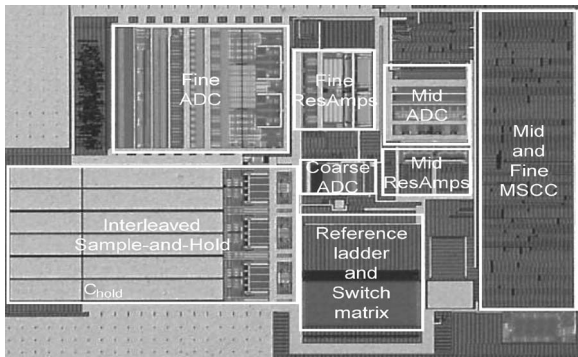 Fine
ADC
Fine
ResAmps
Mid
ADC
Mid
and
Fine
MSCC
Coarse
ADC
Mid
ResAmps
Interleaved
Sample-and-Hold
Chold
Reference
ladder
and
Switch
matrix